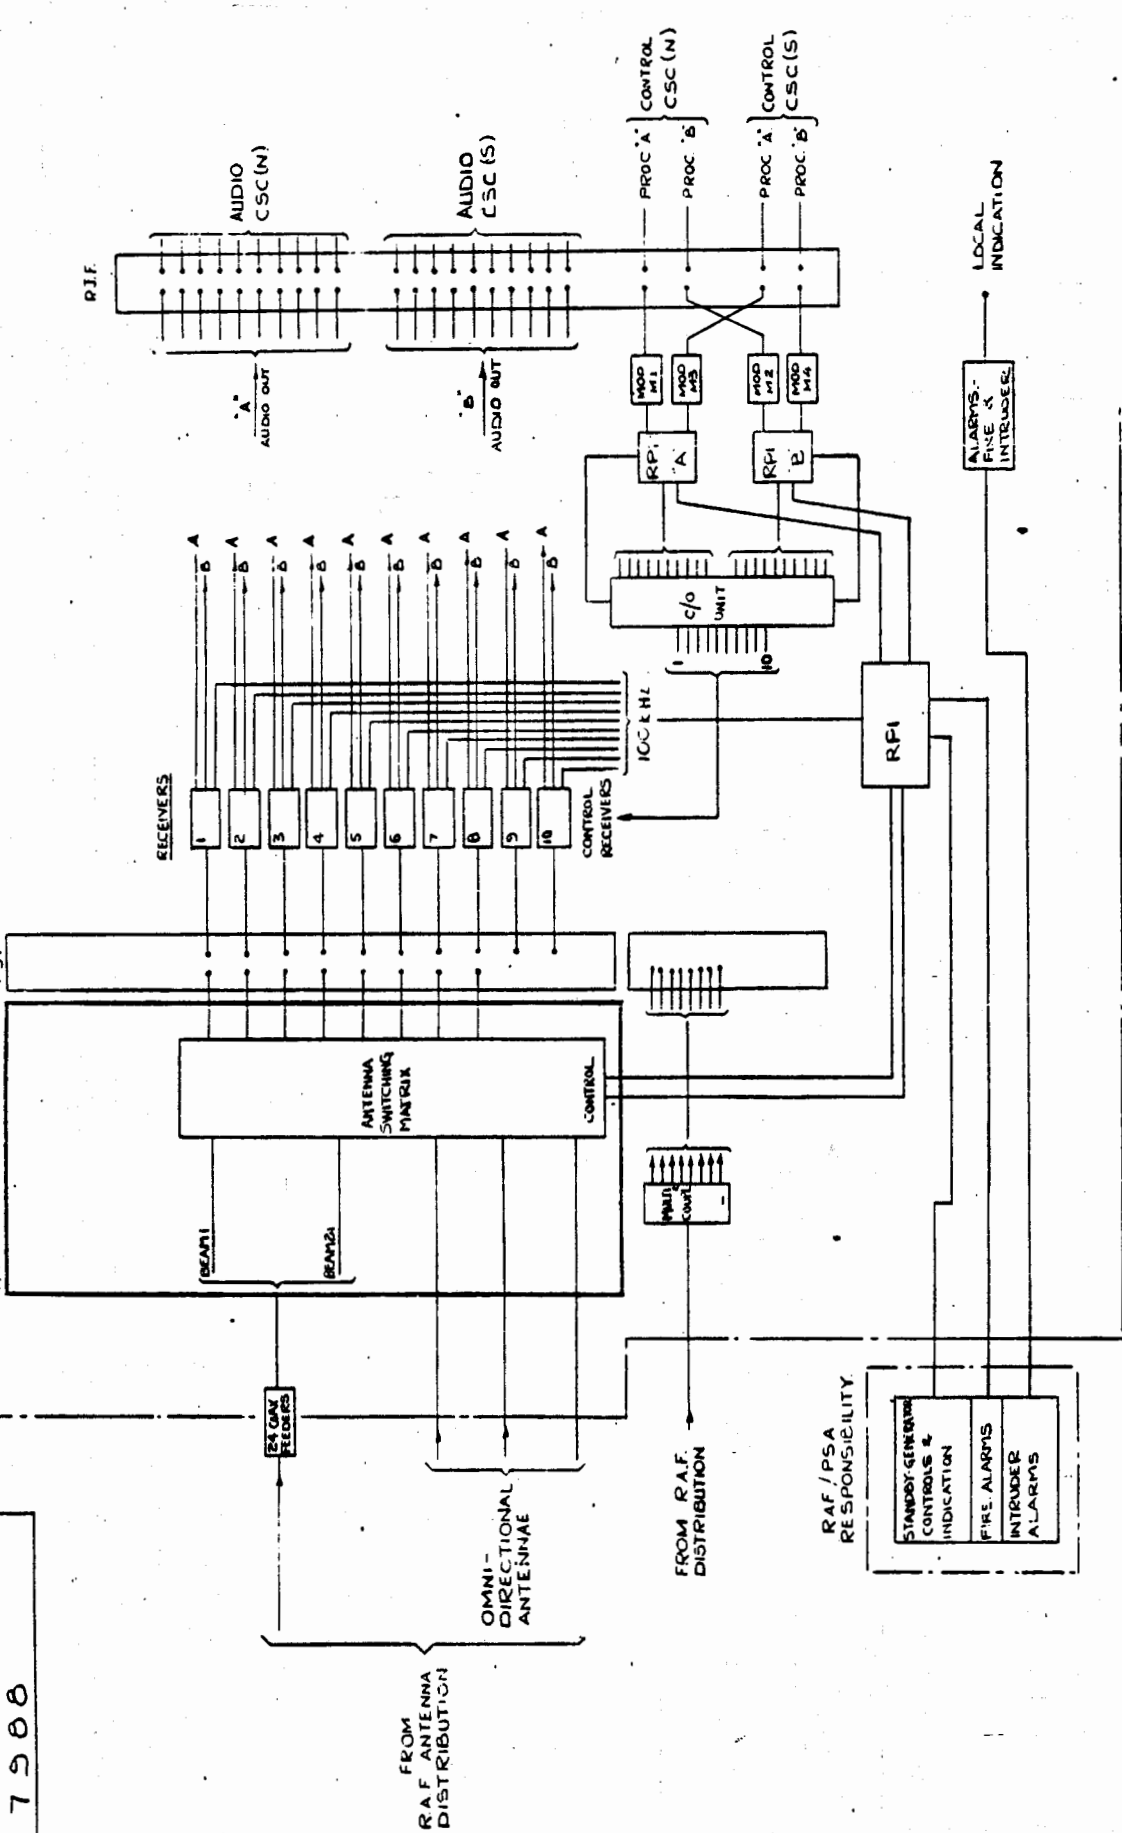 7988
FROM
R.A.F ANTENNA
DISTRIBUTION
OMNI-
DIRECTIONAL
ANTENNAE
24 COAX
FEEDERS
BEAM 1
BEAM 24
ANTENNA
SWITCHING
MATRIX
CONTROL
RECEIVERS
1
2
3
4
5
6
7
8
9
10
A
B
A
B
A
B
A
B
A
B
A
B
A
B
A
B
A
B
A
B
CONTROL
RECEIVERS
100 kHz
R.J.F.
"A"
AUDIO OUT
AUDIO
CSC (N)
"B"
AUDIO OUT
AUDIO
CSC (S)
FROM R.A.F.
DISTRIBUTION
MULTI
COUPL
1
10
C/O
UNIT
RPI
"A"
RPI
B
MOD
M1
MOD
M3
MOD
M2
MOD
M4
PROC "A"
PROC "B"
CONTROL
CSC (N)
PROC "A"
PROC "B"
CONTROL
CSC (S)
RPI
RAF/PSA
RESPONSIBILITY.
STANDBY-GENERATOR
CONTROLS &
INDICATION
FIRE ALARMS
INTRUDER
ALARMS
ALARMS-
FIRE &
INTRUDER
LOCAL
INDICATION